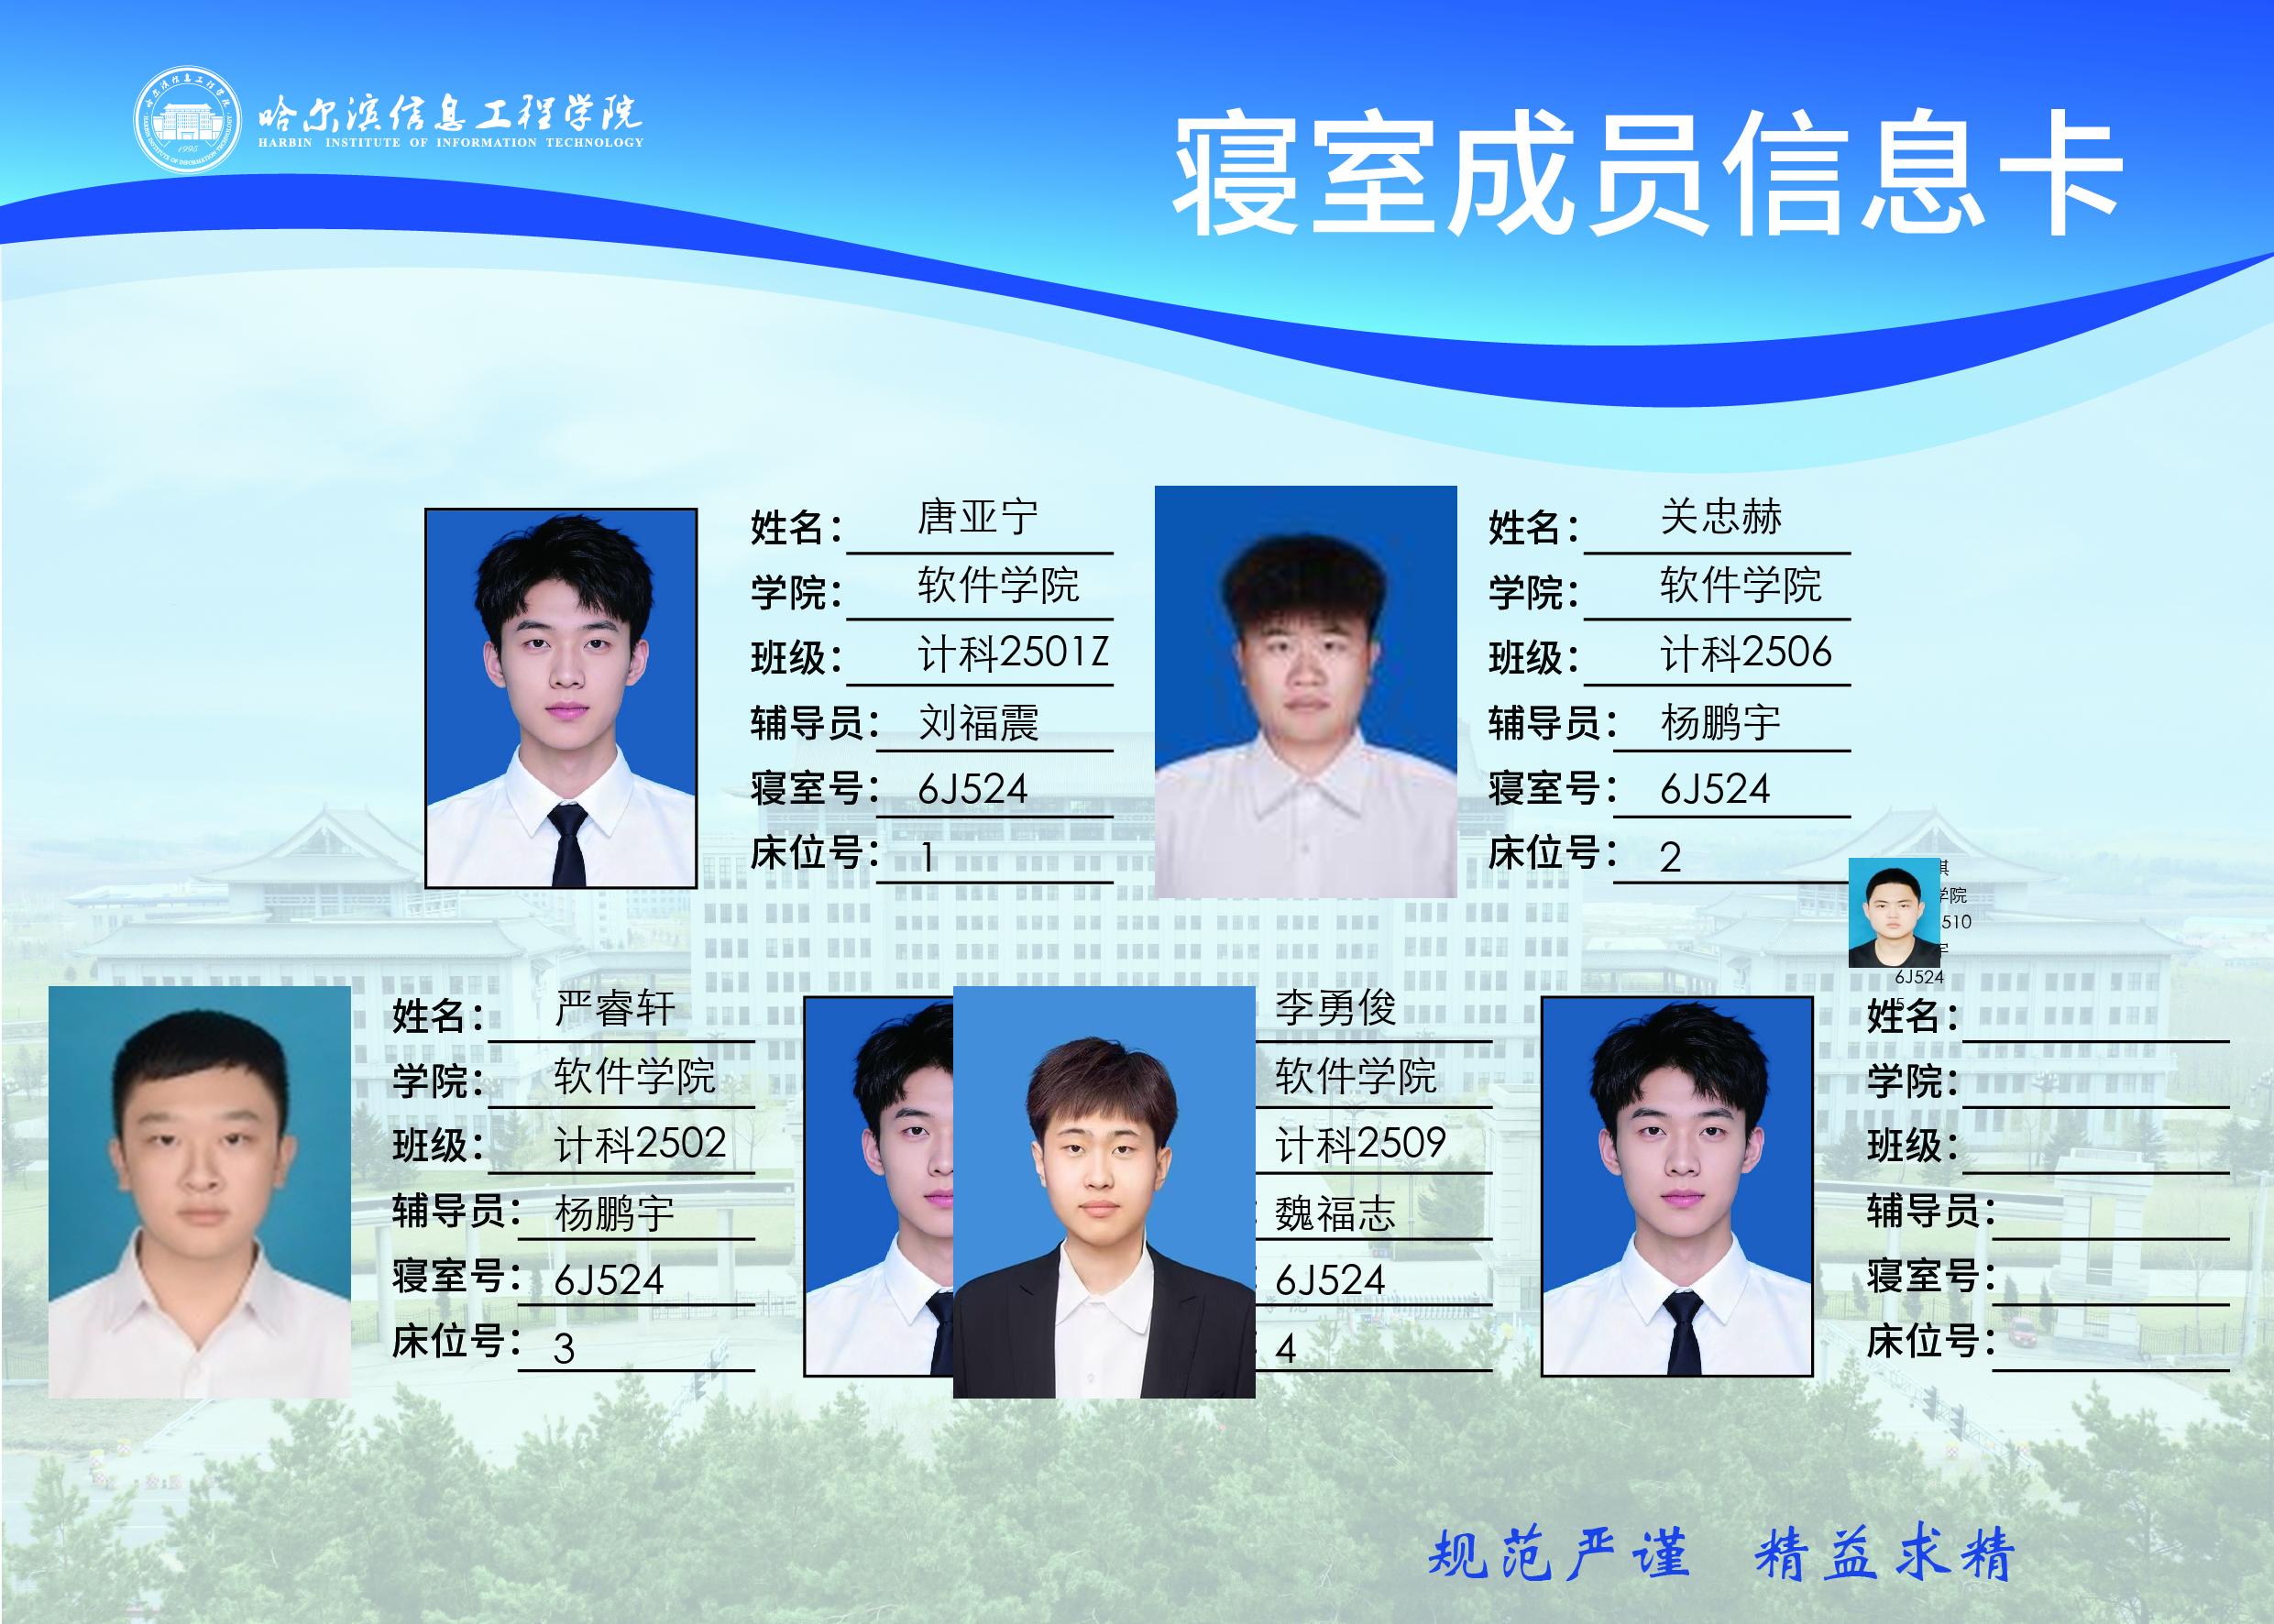 哈尔滨信息工程学院
HARBIN INSTITUTE OF INFORMATION TECHNOLOGY
1995
寝室成员信息卡
姓名： 唐亚宁
学院： 软件学院
班级： 计科2501Z
辅导员： 刘福震
寝室号： 6J524
床位号： 1
姓名： 关忠赫
学院： 软件学院
班级： 计科2506
辅导员： 杨鹏宇
寝室号： 6J524
床位号： 2
姓名： 严睿轩
学院： 软件学院
班级： 计科2502
辅导员： 杨鹏宇
寝室号： 6J524
床位号： 3
李勇俊
软件学院
计科2509
魏福志
6J524
4
学院
510
6J524
5
姓名：
学院：
班级：
辅导员：
寝室号：
床位号：
规范严谨 精益求精